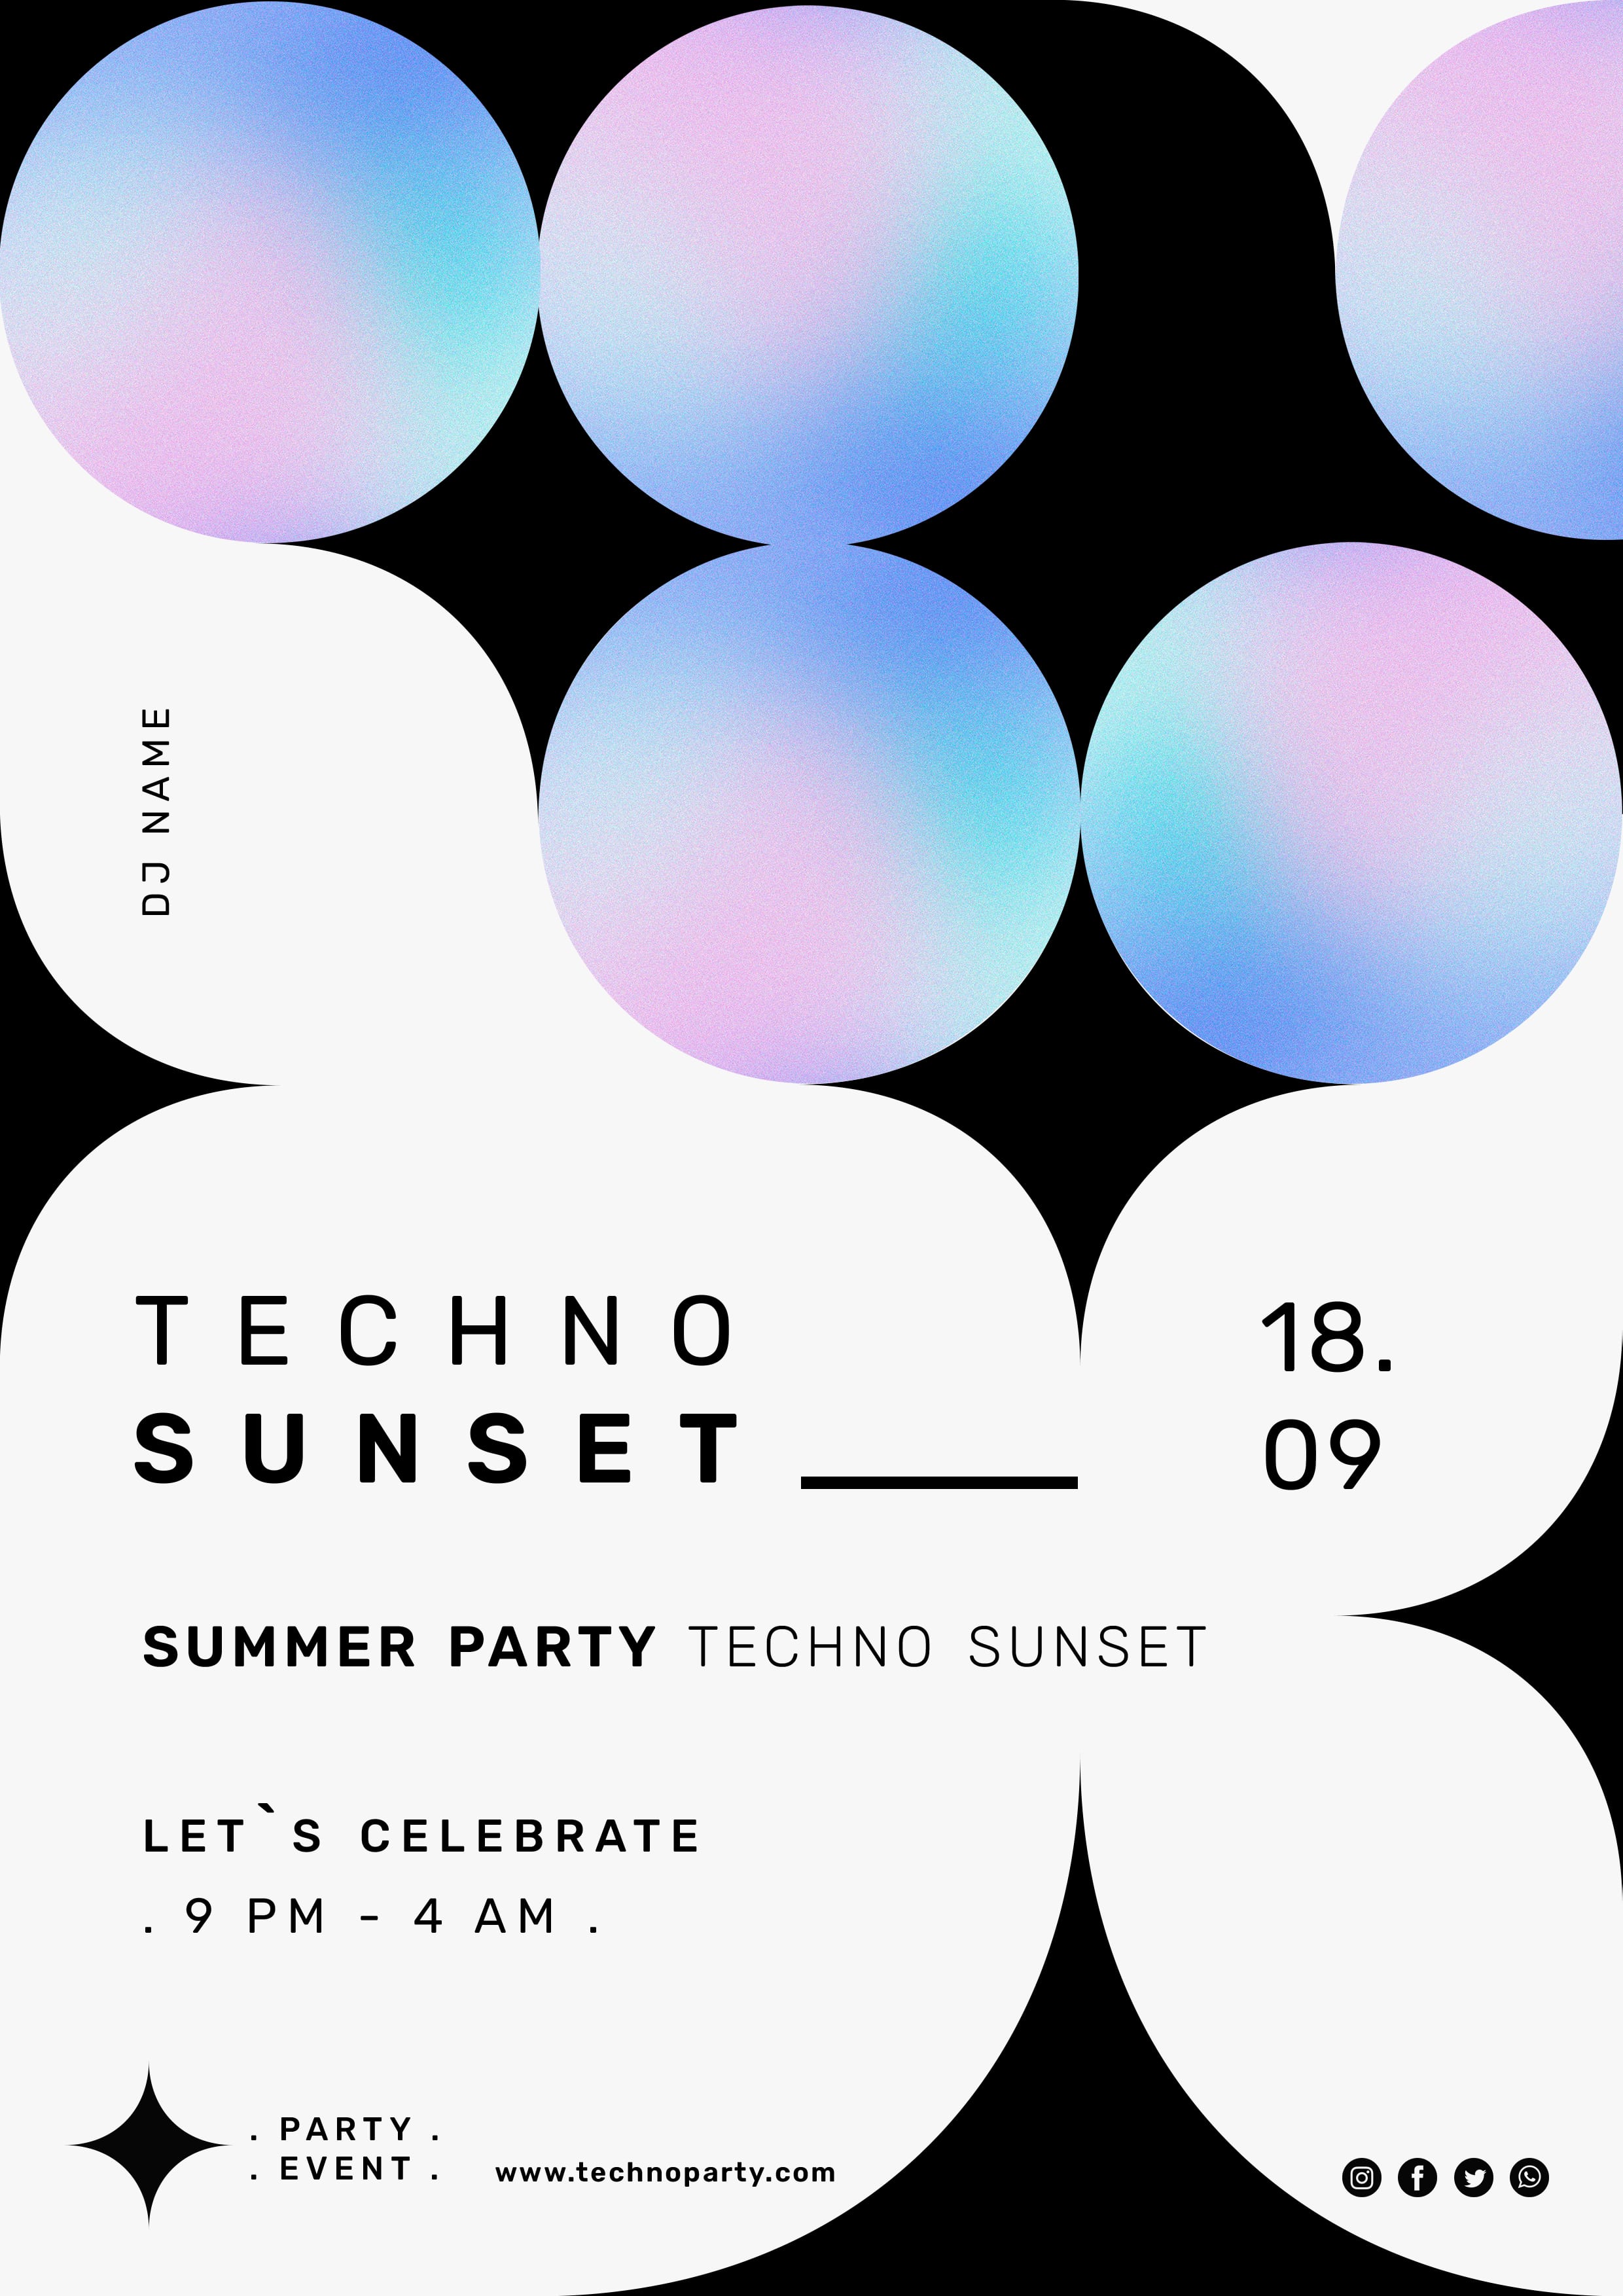 DJ NAME
TECHNO
SUNSET
18.
09
SUMMER PARTY TECHNO SUNSET
LET`S CELEBRATE
. 9 PM - 4 AM .
. PARTY .
. EVENT .
www.technoparty.com